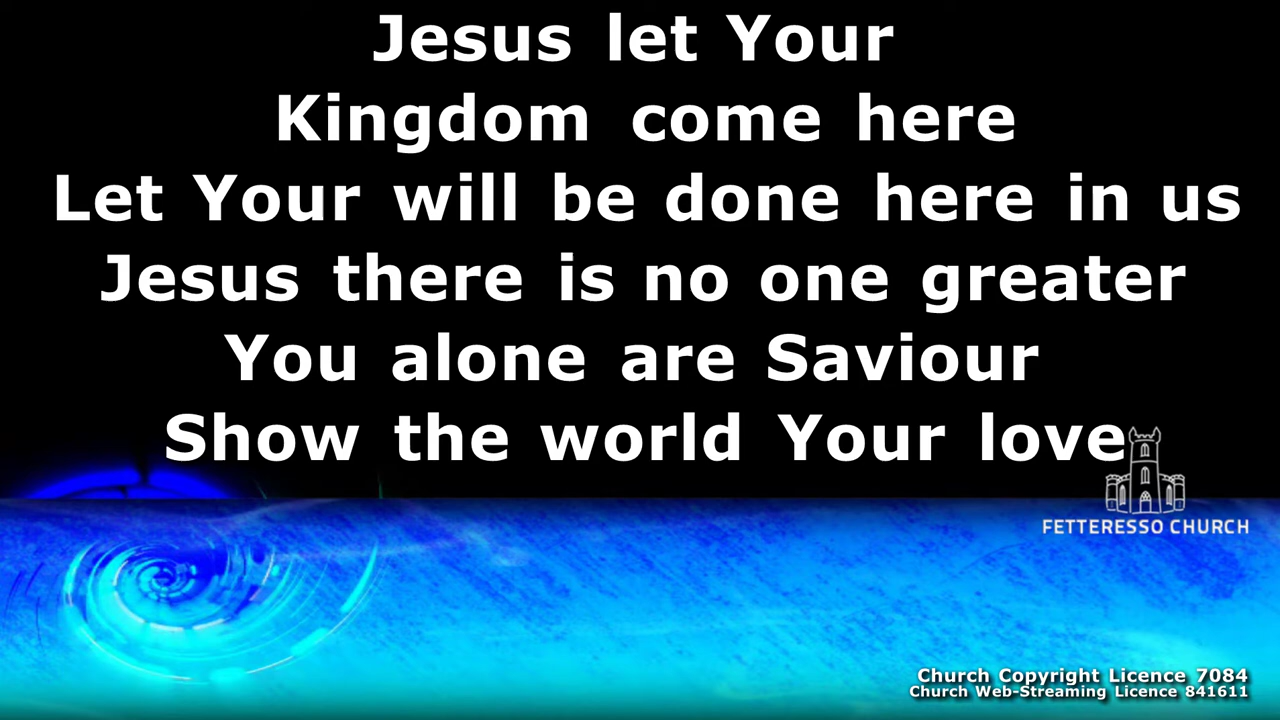 Jesus let Your
Kingdom come here
Let Your will be done here in us
Jesus there is no one greater
You alone are Saviour
Show the world Your love
FETTERESSO CHURCH
Church Copyright Licence 7084
Church Web-Streaming Licence 841611